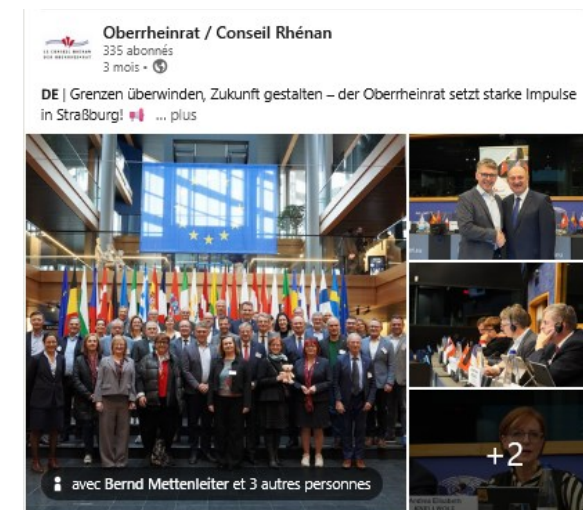 Oberrheinrat / Conseil Rhénan
335 abonnés
3 mois •
DE | Grenzen überwinden, Zukunft gestalten – der Oberrheinrat setzt starke Impulse
in Straßburg! ... plus
+2
avec Bernd Mettenleiter et 3 autres personnes